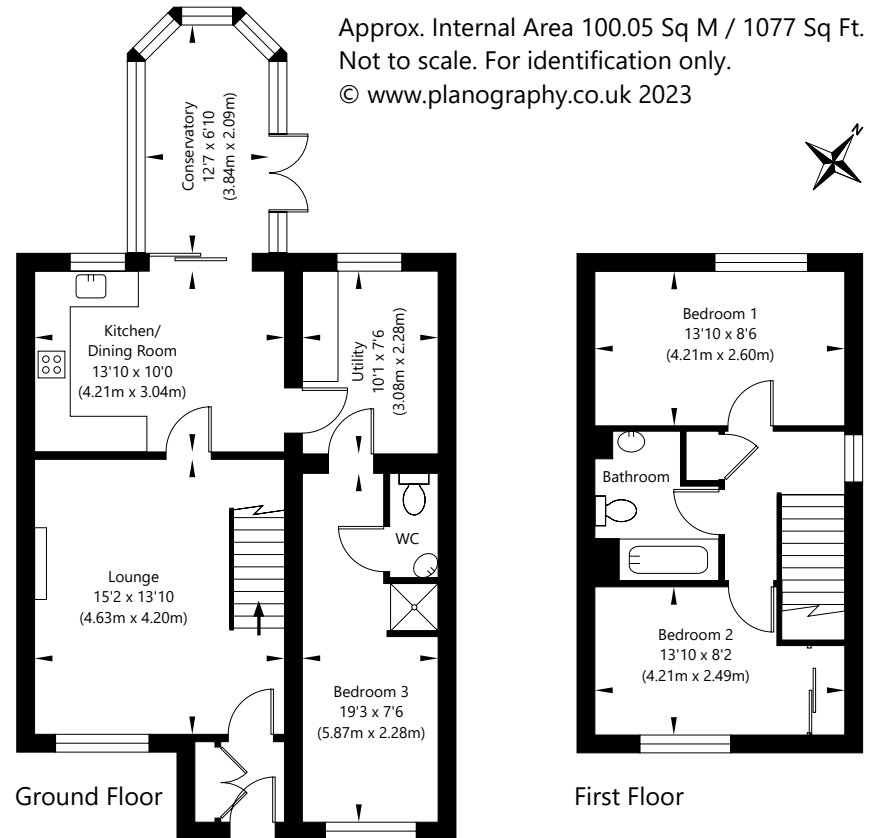 Approx. Internal Area 100.05 Sq M / 1077 Sq Ft.
Not to scale. For identification only.
© www.planography.co.uk 2023
N
Conservatory
12'7 x 6'10
(3.84m x 2.09m)
Kitchen/
Dining Room
13'10 x 10'0
(4.21m x 3.04m)
Utility
10'1 x 7'6
(3.08m x 2.28m)
Lounge
15'2 x 13'10
(4.63m x 4.20m)
WC
Bedroom 3
19'3 x 7'6
(5.87m x 2.28m)
Ground Floor
Bedroom 1
13'10 x 8'6
(4.21m x 2.60m)
Bathroom
Bedroom 2
13'10 x 8'2
(4.21m x 2.49m)
First Floor